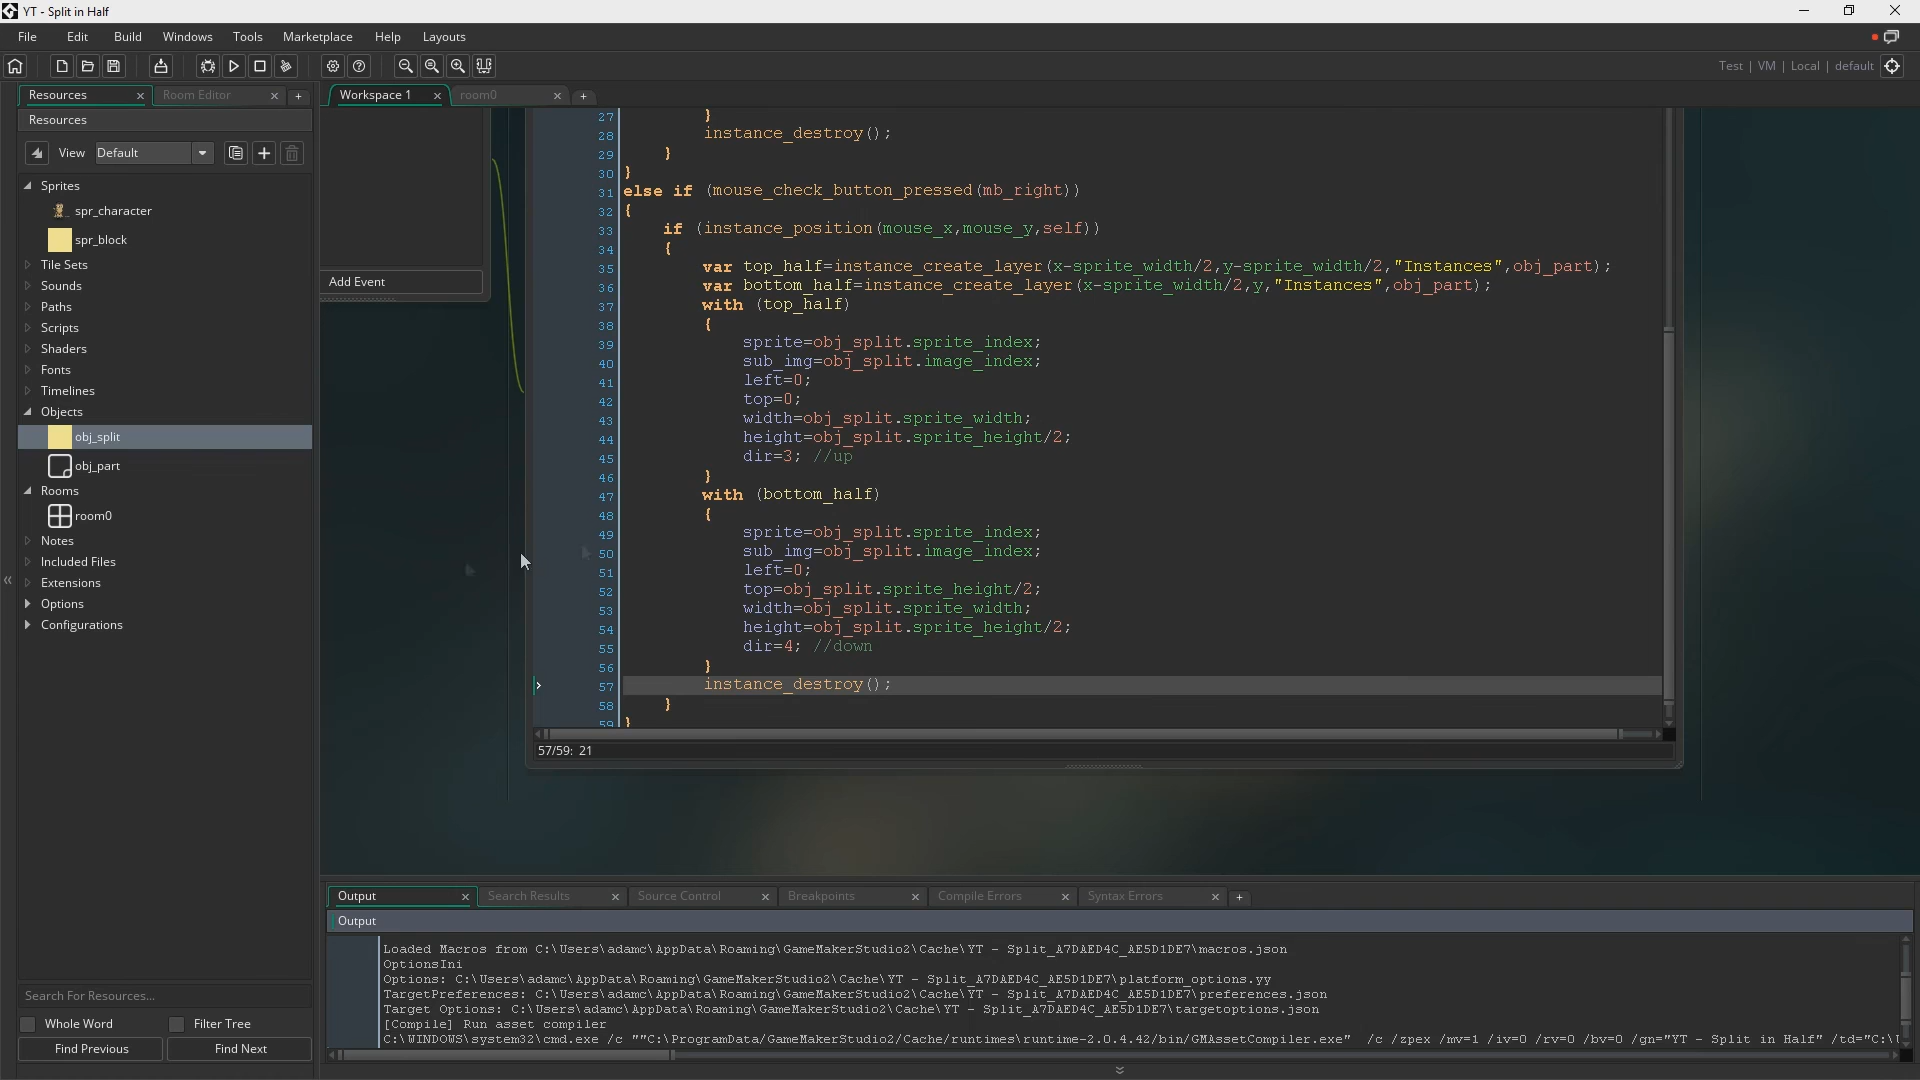 YT - Split in Half
File Edit Build Windows Tools Marketplace Help Layouts
Test | VM | Local | default
Resources Room Editor +
Workspace 1 room0 +
Resources
View Default
Sprites
spr_character
spr_block
Tile Sets
Sounds
Paths
Scripts
Shaders
Fonts
Timelines
Objects
obj_split
obj_part
Rooms
room0
Notes
Included Files
Extensions
Options
Configurations
Search For Resources...
Whole Word Filter Tree
Find Previous Find Next
Add Event
27 }
28 instance_destroy();
29 }
30 }
31 else if (mouse_check_button_pressed(mb_right))
32 {
33 if (instance_position(mouse_x,mouse_y,self))
34 {
35 var top_half=instance_create_layer(x-sprite_width/2,y-sprite_width/2,"Instances",obj_part);
36 var bottom_half=instance_create_layer(x-sprite_width/2,y,"Instances",obj_part);
37 with (top_half)
38 {
39 sprite=obj_split.sprite_index;
40 sub_img=obj_split.image_index;
41 left=0;
42 top=0;
43 width=obj_split.sprite_width;
44 height=obj_split.sprite_height/2;
45 dir=3; //up
46 }
47 with (bottom_half)
48 {
49 sprite=obj_split.sprite_index;
50 sub_img=obj_split.image_index;
51 left=0;
52 top=obj_split.sprite_height/2;
53 width=obj_split.sprite_width;
54 height=obj_split.sprite_height/2;
55 dir=4; //down
56 }
57 instance_destroy();
58 }
59 }
57/59: 21
Output Search Results Source Control Breakpoints Compile Errors Syntax Errors +
Output
Loaded Macros from C:\Users\adamc\AppData\Roaming\GameMakerStudio2\Cache\YT - Split_A7DAED4C_AE5D1DE7\macros.json
OptionsIni
Options: C:\Users\adamc\AppData\Roaming\GameMakerStudio2\Cache\YT - Split_A7DAED4C_AE5D1DE7\platform_options.yy
TargetPreferences: C:\Users\adamc\AppData\Roaming\GameMakerStudio2\Cache\YT - Split_A7DAED4C_AE5D1DE7\preferences.json
Target Options: C:\Users\adamc\AppData\Roaming\GameMakerStudio2\Cache\YT - Split_A7DAED4C_AE5D1DE7\targetoptions.json
[Compile] Run asset compiler
C:\WINDOWS\system32\cmd.exe /c ""C:\ProgramData/GameMakerStudio2/Cache/runtimes\runtime-2.0.4.42/bin/GMAssetCompiler.exe" /c /zpex /mv=1 /iv=0 /rv=0 /bv=0 /gn="YT - Split in Half" /td="C:\U